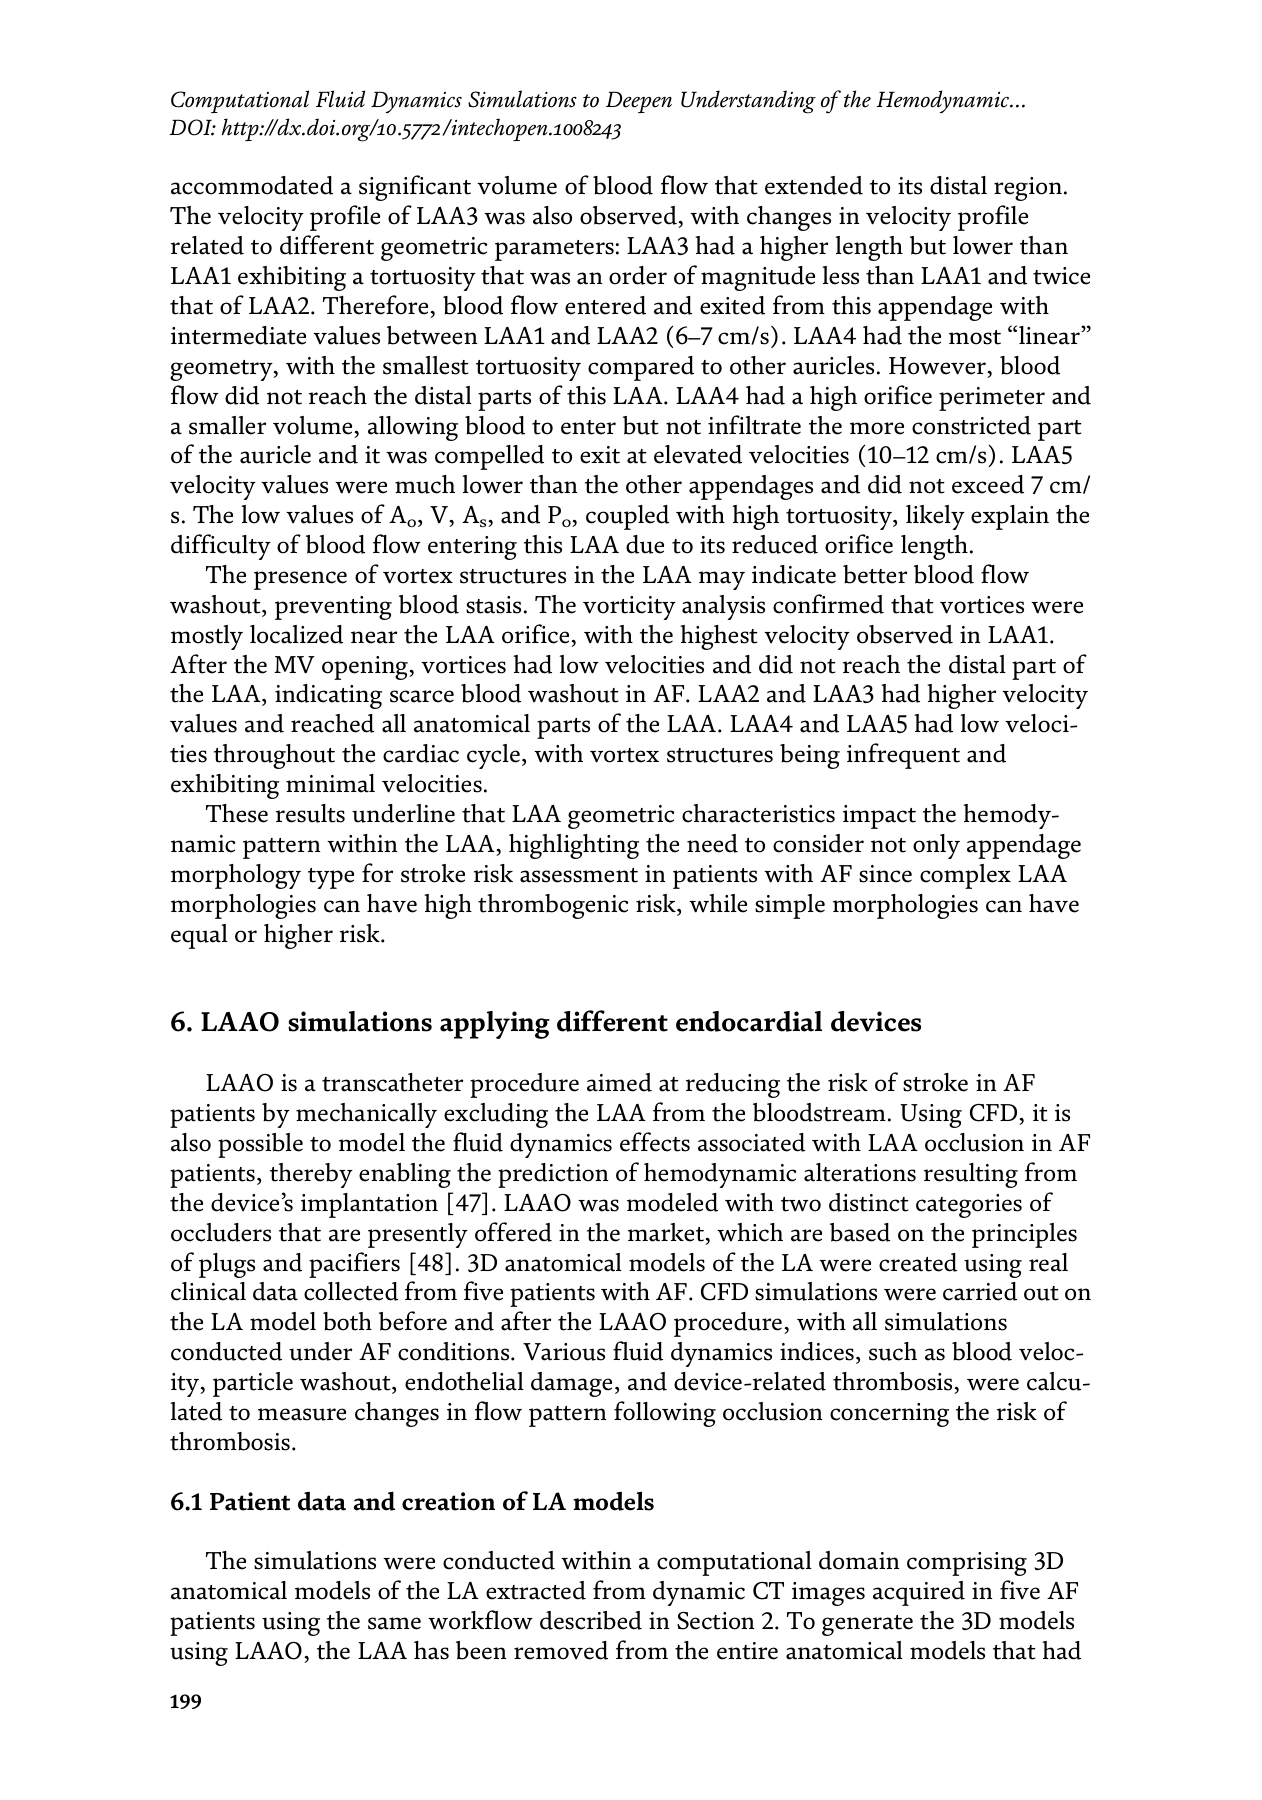 Computational Fluid Dynamics Simulations to Deepen Understanding of the Hemodynamic…
DOI: http://dx.doi.org/10.5772/intechopen.1008243
accommodated a significant volume of blood flow that extended to its distal region.
The velocity profile of LAA3 was also observed, with changes in velocity profile
related to different geometric parameters: LAA3 had a higher length but lower than
LAA1 exhibiting a tortuosity that was an order of magnitude less than LAA1 and twice
that of LAA2. Therefore, blood flow entered and exited from this appendage with
intermediate values between LAA1 and LAA2 (6–7 cm/s). LAA4 had the most “linear”
geometry, with the smallest tortuosity compared to other auricles. However, blood
flow did not reach the distal parts of this LAA. LAA4 had a high orifice perimeter and
a smaller volume, allowing blood to enter but not infiltrate the more constricted part
of the auricle and it was compelled to exit at elevated velocities (10–12 cm/s). LAA5
velocity values were much lower than the other appendages and did not exceed 7 cm/
s. The low values of Aₒ, V, Aₛ, and Pₒ, coupled with high tortuosity, likely explain the
difficulty of blood flow entering this LAA due to its reduced orifice length.
The presence of vortex structures in the LAA may indicate better blood flow
washout, preventing blood stasis. The vorticity analysis confirmed that vortices were
mostly localized near the LAA orifice, with the highest velocity observed in LAA1.
After the MV opening, vortices had low velocities and did not reach the distal part of
the LAA, indicating scarce blood washout in AF. LAA2 and LAA3 had higher velocity
values and reached all anatomical parts of the LAA. LAA4 and LAA5 had low veloci-
ties throughout the cardiac cycle, with vortex structures being infrequent and
exhibiting minimal velocities.
These results underline that LAA geometric characteristics impact the hemody-
namic pattern within the LAA, highlighting the need to consider not only appendage
morphology type for stroke risk assessment in patients with AF since complex LAA
morphologies can have high thrombogenic risk, while simple morphologies can have
equal or higher risk.
6. LAAO simulations applying different endocardial devices
LAAO is a transcatheter procedure aimed at reducing the risk of stroke in AF
patients by mechanically excluding the LAA from the bloodstream. Using CFD, it is
also possible to model the fluid dynamics effects associated with LAA occlusion in AF
patients, thereby enabling the prediction of hemodynamic alterations resulting from
the device’s implantation [47]. LAAO was modeled with two distinct categories of
occluders that are presently offered in the market, which are based on the principles
of plugs and pacifiers [48]. 3D anatomical models of the LA were created using real
clinical data collected from five patients with AF. CFD simulations were carried out on
the LA model both before and after the LAAO procedure, with all simulations
conducted under AF conditions. Various fluid dynamics indices, such as blood veloc-
ity, particle washout, endothelial damage, and device-related thrombosis, were calcu-
lated to measure changes in flow pattern following occlusion concerning the risk of
thrombosis.
6.1 Patient data and creation of LA models
The simulations were conducted within a computational domain comprising 3D
anatomical models of the LA extracted from dynamic CT images acquired in five AF
patients using the same workflow described in Section 2. To generate the 3D models
using LAAO, the LAA has been removed from the entire anatomical models that had
199